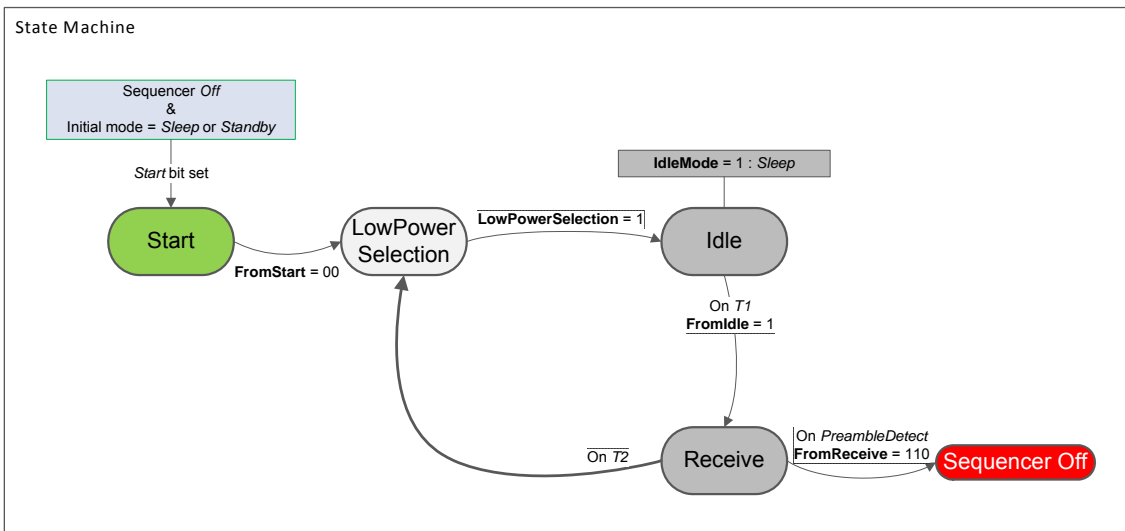 State Machine
Sequencer Off
&
Initial mode = Sleep or Standby
Start bit set
IdleMode = 1 : Sleep
Start
LowPower
Selection
LowPowerSelection = 1
Idle
FromStart = 00
On T1
FromIdle = 1
On T2
Receive
On PreambleDetect
FromReceive = 110
Sequencer Off